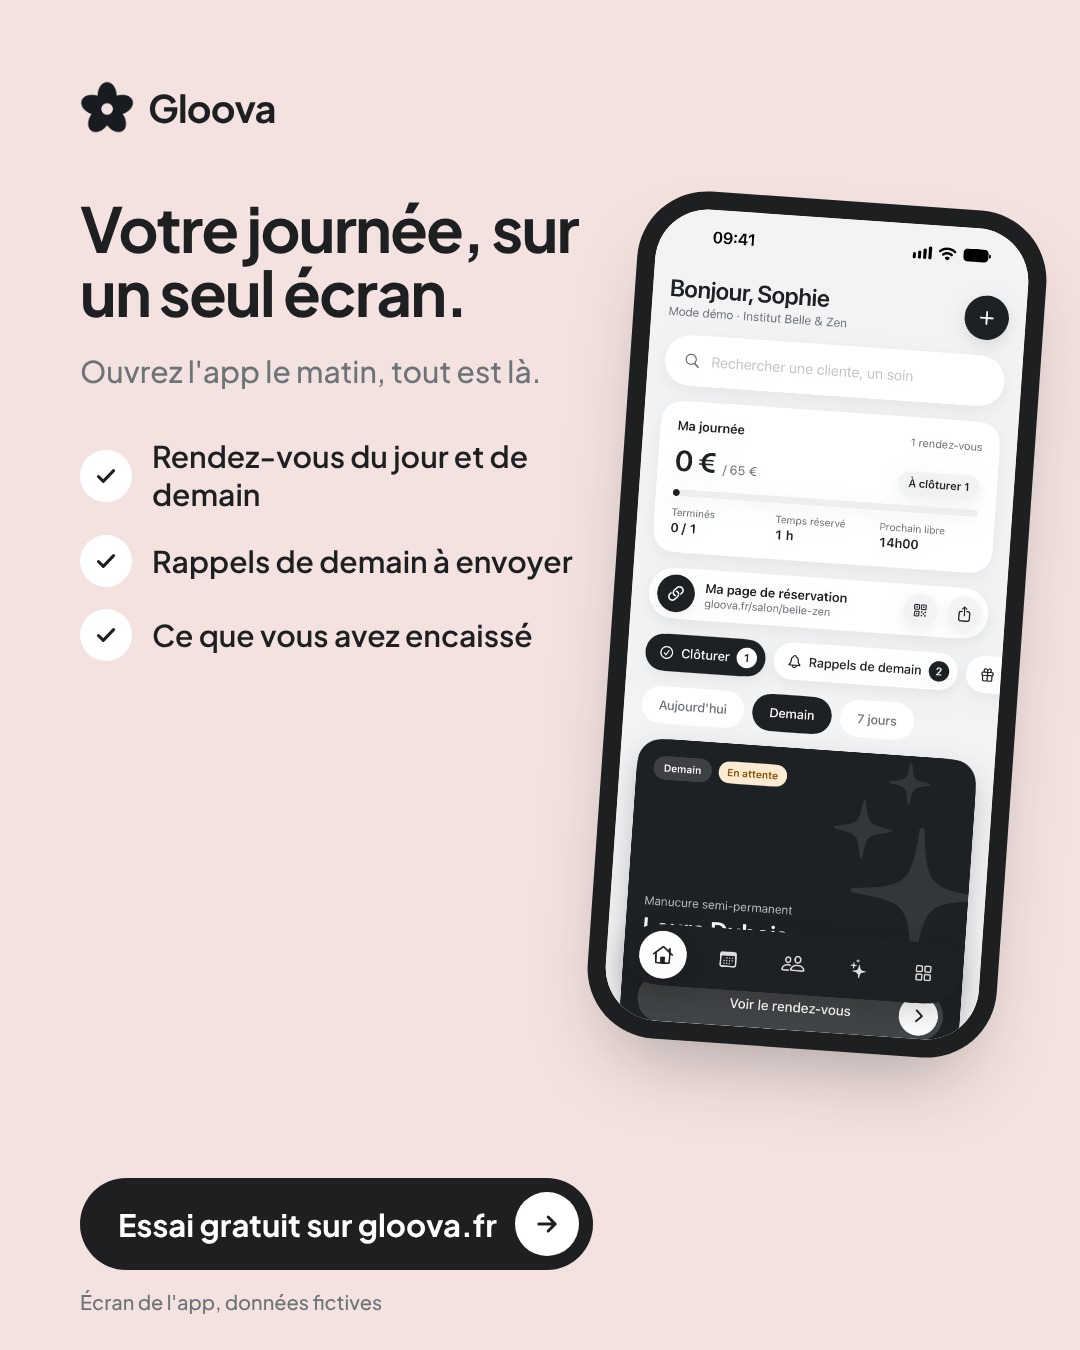 Gloova
Votre journée, sur
un seul écran.
Ouvrez l'app le matin, tout est là.
Rendez-vous du jour et de
demain
Rappels de demain à envoyer
Ce que vous avez encaissé
09:41
Bonjour, Sophie
Mode démo · Institut Belle & Zen
Rechercher une cliente, un soin
Ma journée
1 rendez-vous
0 € / 65 €
À clôturer 1
Terminés
0 / 1
Temps réservé
1 h
Prochain libre
14h00
Ma page de réservation
gloova.fr/salon/belle-zen
Clôturer 1
Rappels de demain 2
Aujourd'hui
Demain
7 jours
Demain
En attente
Manucure semi-permanent
Voir le rendez-vous
Essai gratuit sur gloova.fr
Écran de l'app, données fictives